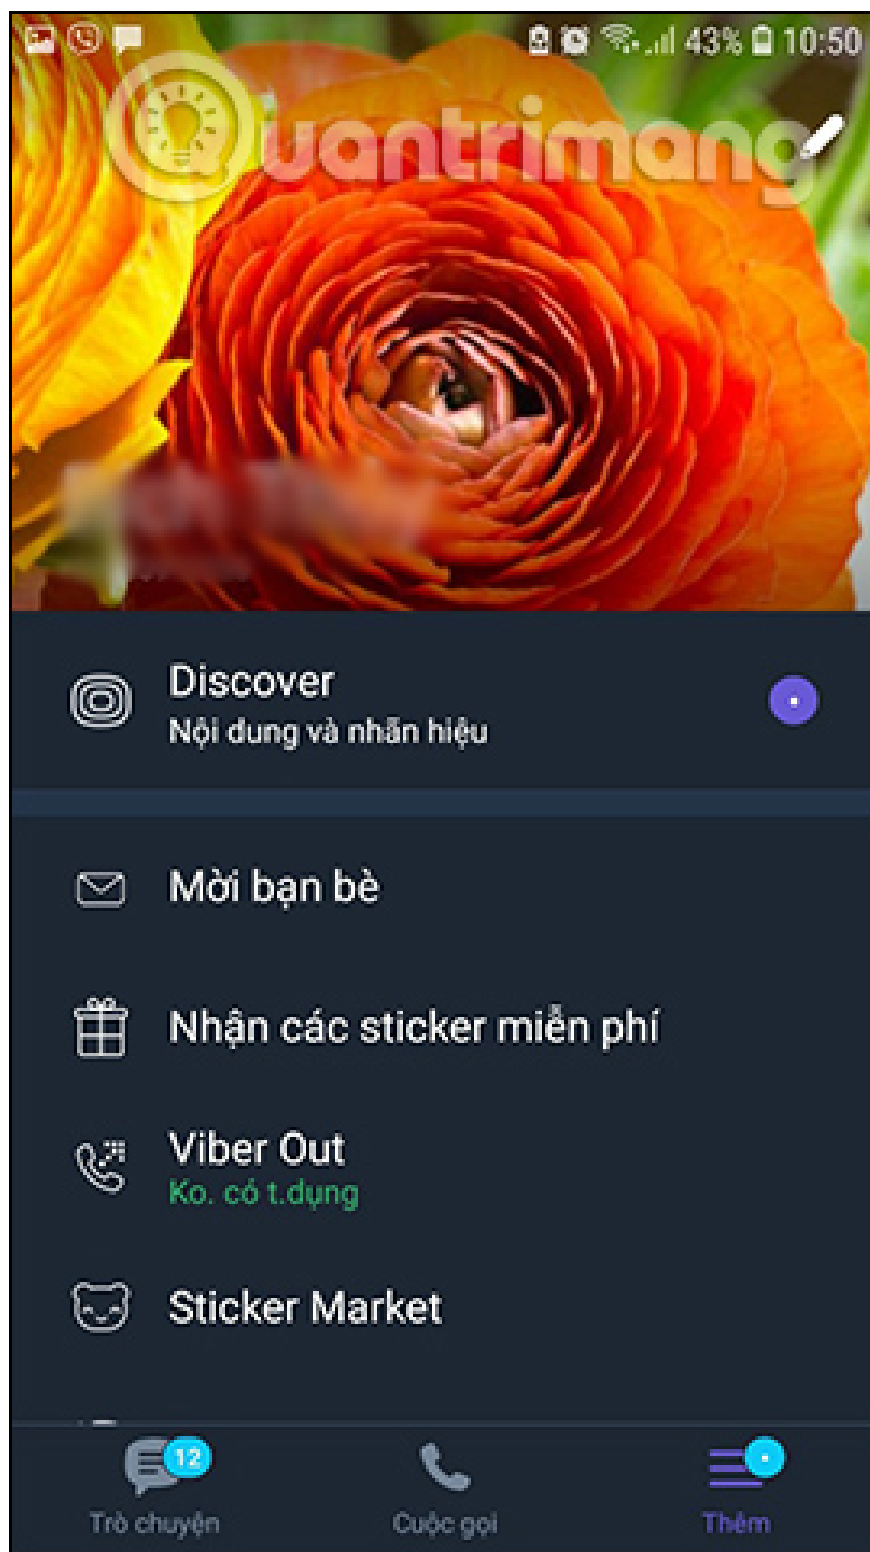 43% 10:50
Quantrimang
Discover
Nội dung và nhãn hiệu
Mời bạn bè
Nhận các sticker miễn phí
Viber Out
Ko. có t.dụng
Sticker Market
12
Trò chuyện
Cuộc gọi
Thêm